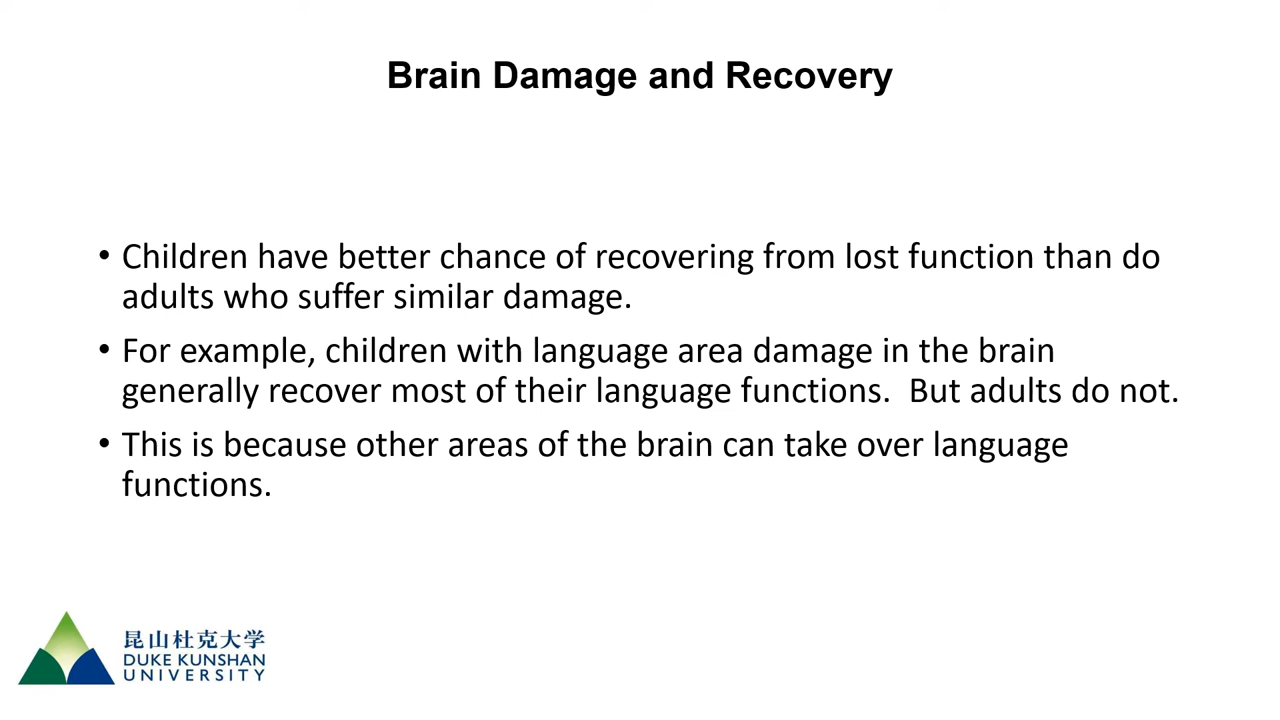 Brain Damage and Recovery
• Children have better chance of recovering from lost function than do
adults who suffer similar damage.
• For example, children with language area damage in the brain
generally recover most of their language functions.  But adults do not.
• This is because other areas of the brain can take over language
functions.
昆山杜克大学
DUKE KUNSHAN
UNIVERSITY